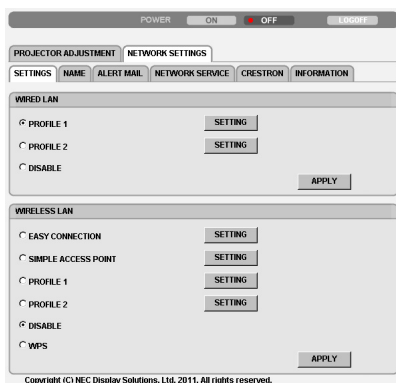 POWER ON OFF LOGOFF
PROJECTOR ADJUSTMENT NETWORK SETTINGS
SETTINGS NAME ALERT MAIL NETWORK SERVICE CRESTRON INFORMATION
WIRED LAN
PROFILE 1 SETTING
PROFILE 2 SETTING
DISABLE
APPLY
WIRELESS LAN
EASY CONNECTION SETTING
SIMPLE ACCESS POINT SETTING
PROFILE 1 SETTING
PROFILE 2 SETTING
DISABLE
WPS
APPLY
Copyright (C) NEC Display Solutions, Ltd. 2011. All rights reserved.